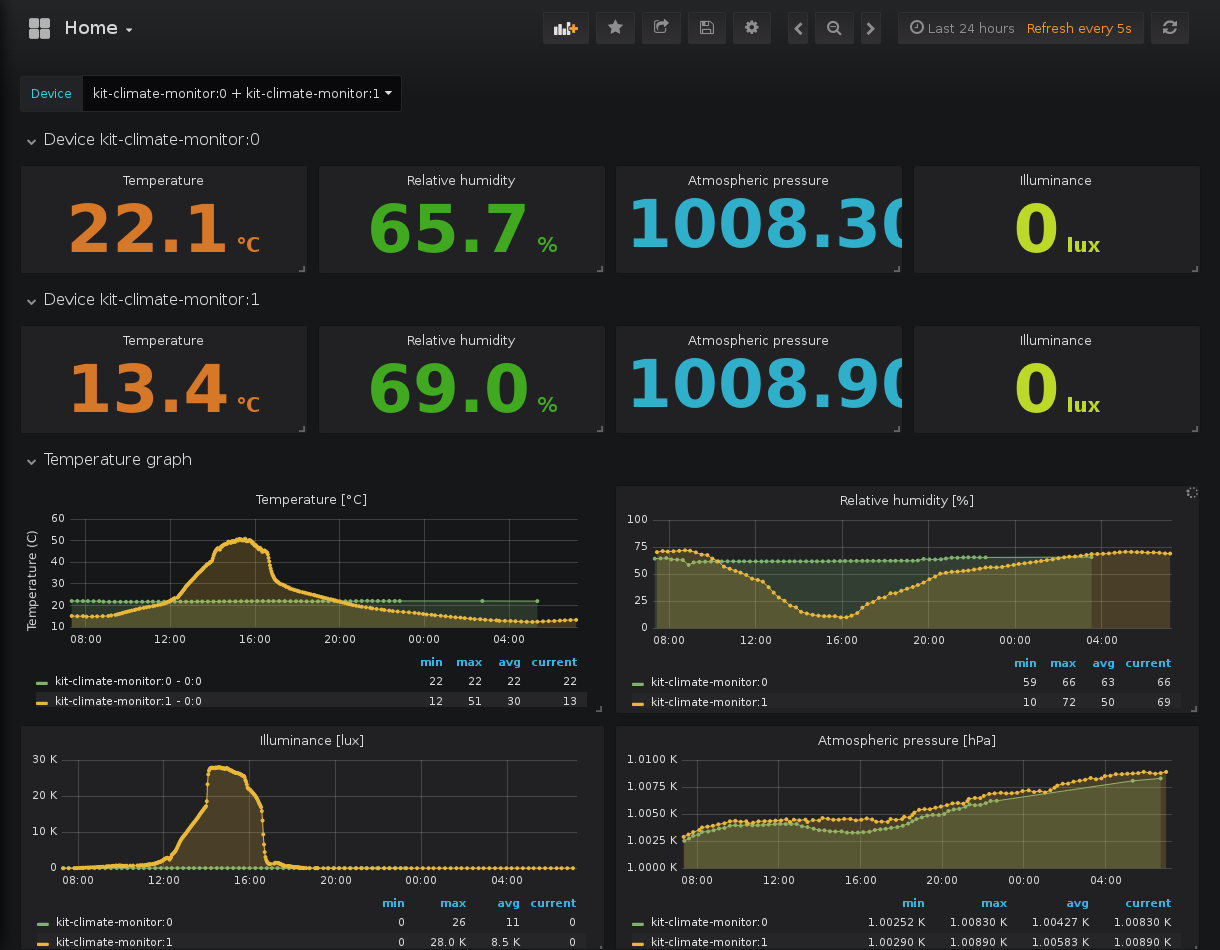 Home
Last 24 hours Refresh every 5s
Device kit-climate-monitor:0 + kit-climate-monitor:1
Device kit-climate-monitor:0
Temperature Relative humidity Atmospheric pressure Illuminance
22.1 °C 65.7 % 1008.30 0 lux
Device kit-climate-monitor:1
Temperature Relative humidity Atmospheric pressure Illuminance
13.4 °C 69.0 % 1008.90 0 lux
Temperature graph
Temperature [°C]
Temperature (C)
60
50
40
30
20
10
08:00 12:00 16:00 20:00 00:00 04:00
min max avg current
kit-climate-monitor:0 - 0:0 22 22 22 22
kit-climate-monitor:1 - 0:0 12 51 30 13
Relative humidity [%]
100
75
50
25
0
08:00 12:00 16:00 20:00 00:00 04:00
min max avg current
kit-climate-monitor:0 59 66 63 66
kit-climate-monitor:1 10 72 50 69
Illuminance [lux]
30 K
20 K
10 K
0
08:00 12:00 16:00 20:00 00:00 04:00
min max avg current
kit-climate-monitor:0 0 26 11 0
kit-climate-monitor:1 0 28.0 K 8.5 K 0
Atmospheric pressure [hPa]
1.0100 K
1.0075 K
1.0050 K
1.0025 K
1.0000 K
08:00 12:00 16:00 20:00 00:00 04:00
min max avg current
kit-climate-monitor:0 1.00252 K 1.00830 K 1.00427 K 1.00830 K
kit-climate-monitor:1 1.00290 K 1.00890 K 1.00583 K 1.00890 K